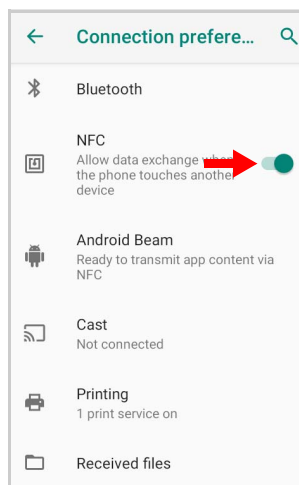 Connection prefere...
Bluetooth
NFC
Allow data exchange when
the phone touches another
device
Android Beam
Ready to transmit app content via
NFC
Cast
Not connected
Printing
1 print service on
Received files